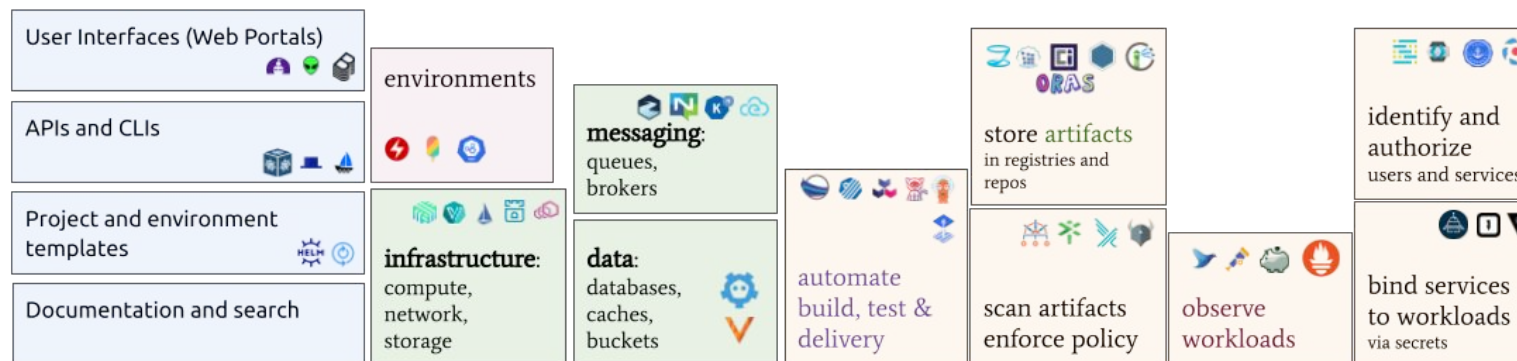 User Interfaces (Web Portals)
APIs and CLIs
Project and environment
templates
HELM
Documentation and search
environments
infrastructure:
compute,
network,
storage
messaging:
queues,
brokers
data:
databases,
caches,
buckets
automate
build, test &
delivery
ORAS
store artifacts
in registries and
repos
scan artifacts
enforce policy
observe
workloads
identify and
authorize
users and services
bind services
to workloads
via secrets